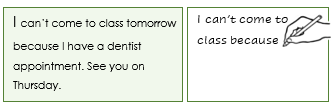 I can't come to class tomorrow
because I have a dentist
appointment. See you on
Thursday.
I can't come to
class because